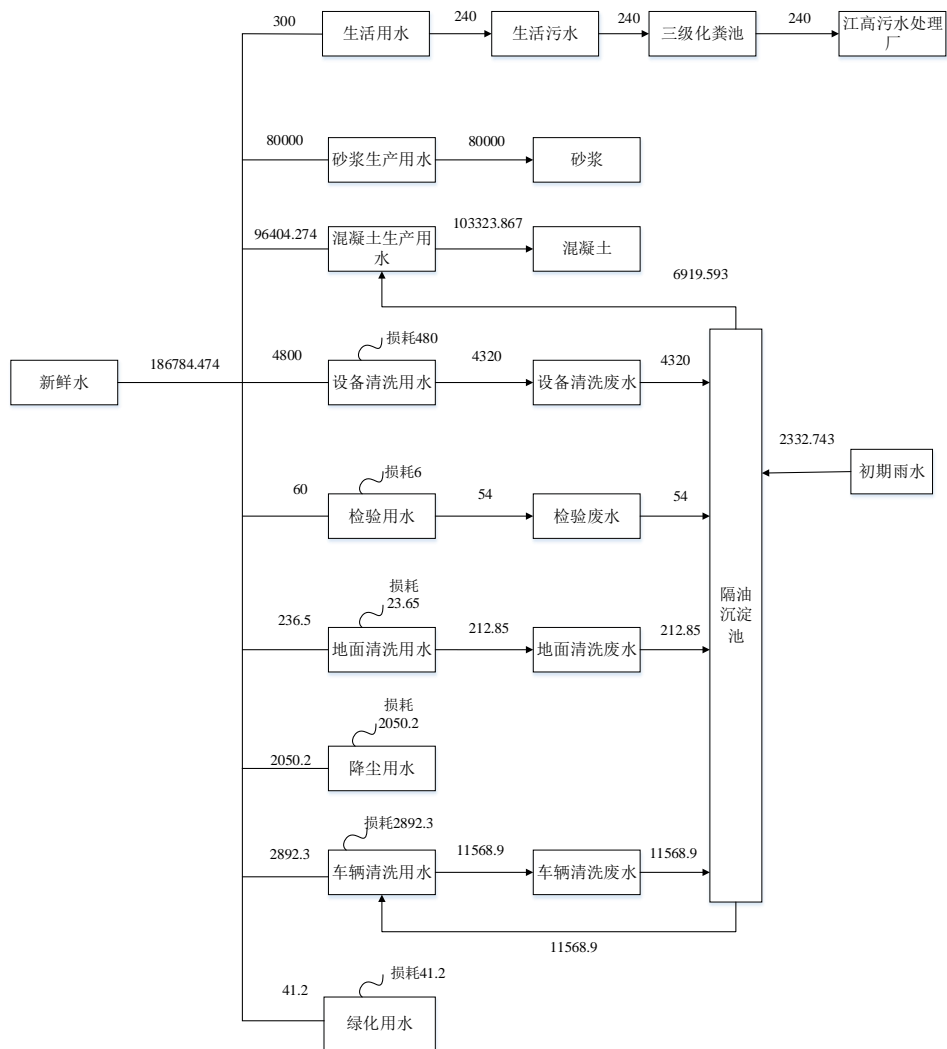 300
生活用水
240
生活污水
240
三级化粪池
240
江高污水处理
厂
80000
砂浆生产用水
80000
砂浆
96404.274
混凝土生产用
水
103323.867
混凝土
6919.593
新鲜水
186784.474
损耗480
4800
设备清洗用水
4320
设备清洗废水
4320
2332.743
初期雨水
损耗6
60
检验用水
54
检验废水
54
隔油
沉淀
池
损耗
23.65
236.5
地面清洗用水
212.85
地面清洗废水
212.85
损耗
2050.2
2050.2
降尘用水
损耗2892.3
2892.3
车辆清洗用水
11568.9
车辆清洗废水
11568.9
11568.9
损耗41.2
41.2
绿化用水